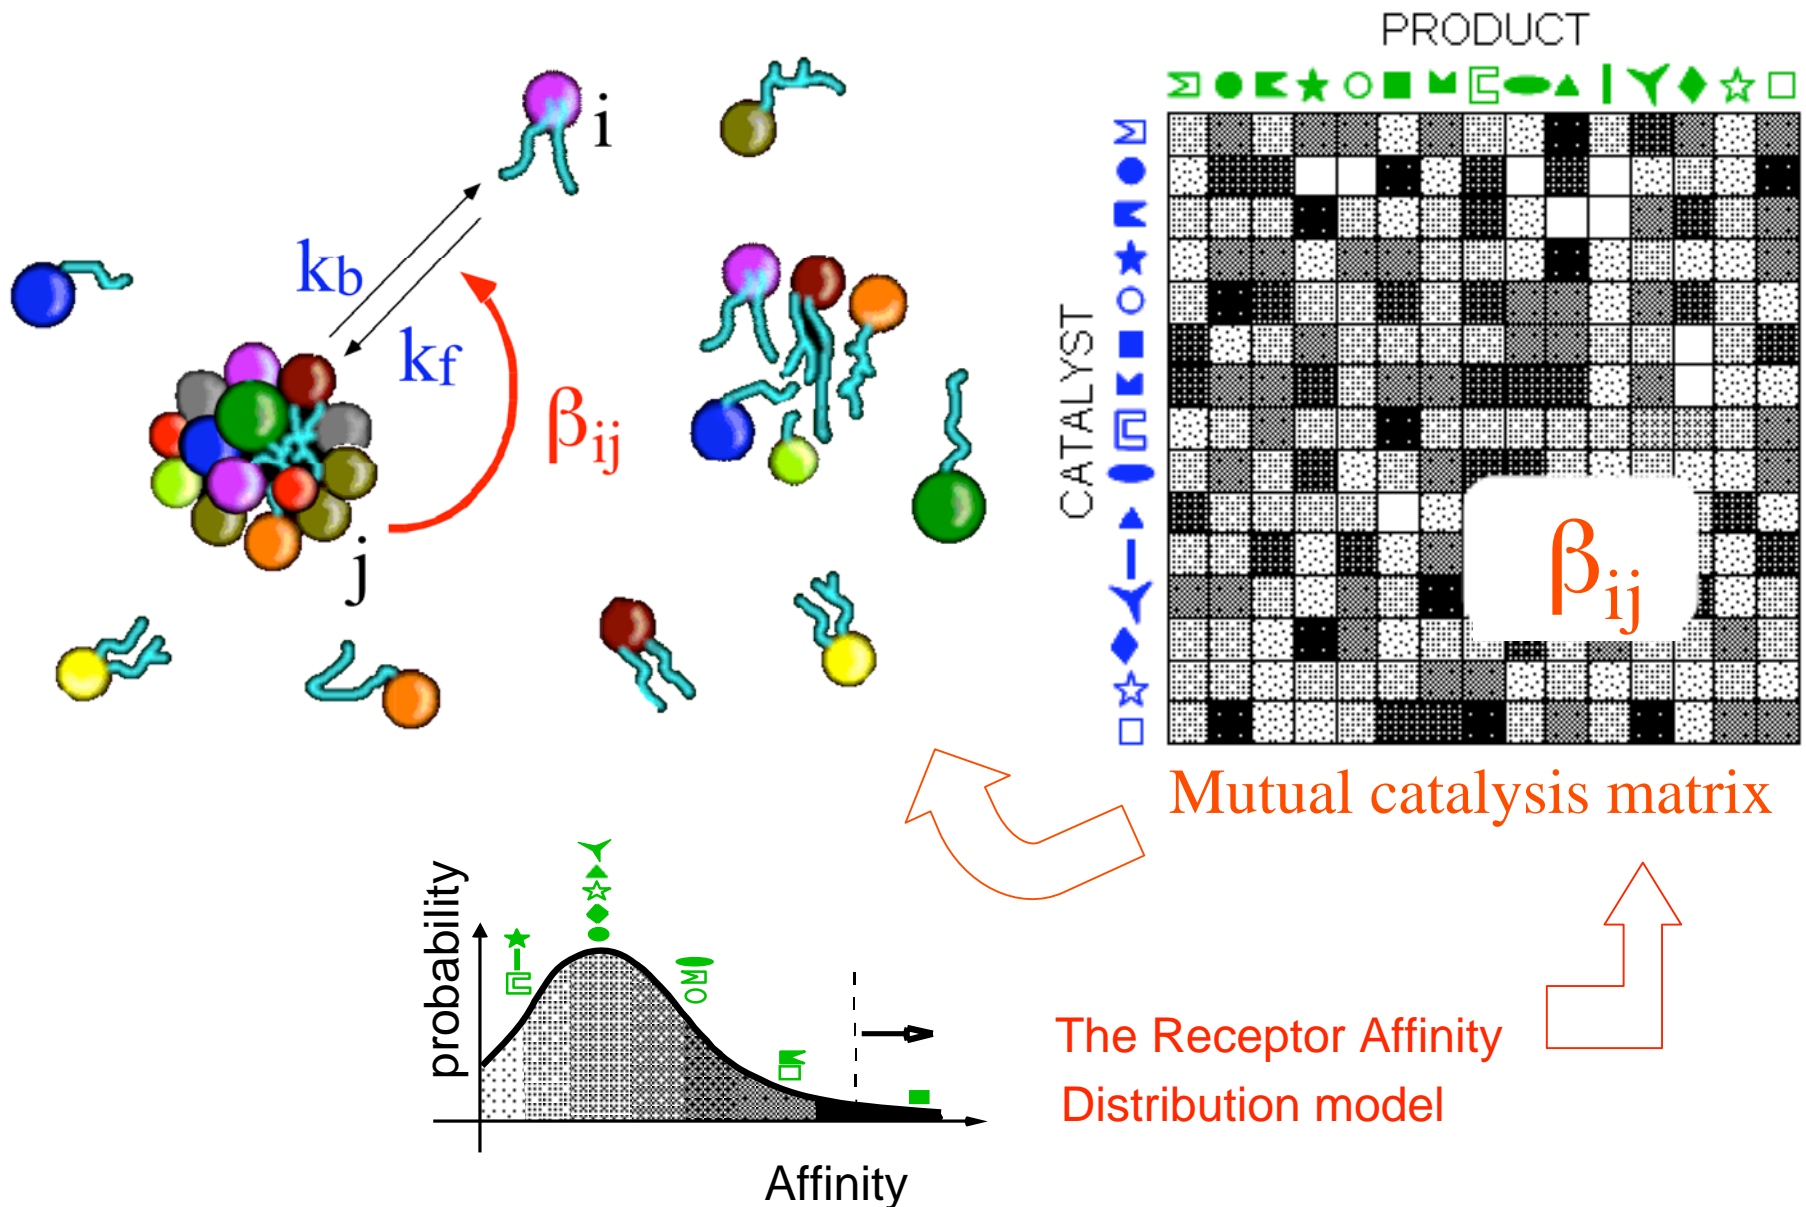 PRODUCT
i
kb
kf
βij
j
CATALYST
βij
Mutual catalysis matrix
probability
The Receptor Affinity
Distribution model
Affinity